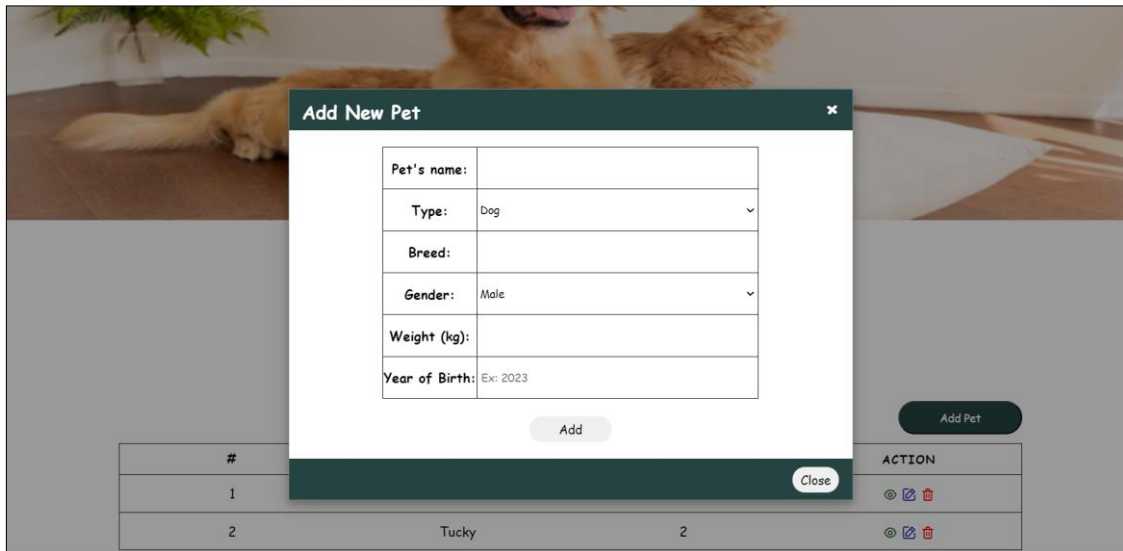 Add New Pet ×
Pet's name:
Type: Dog
Breed:
Gender: Male
Weight (kg):
Year of Birth: Ex: 2023
Add
Close
Add Pet
# ACTION
1
2 Tucky 2